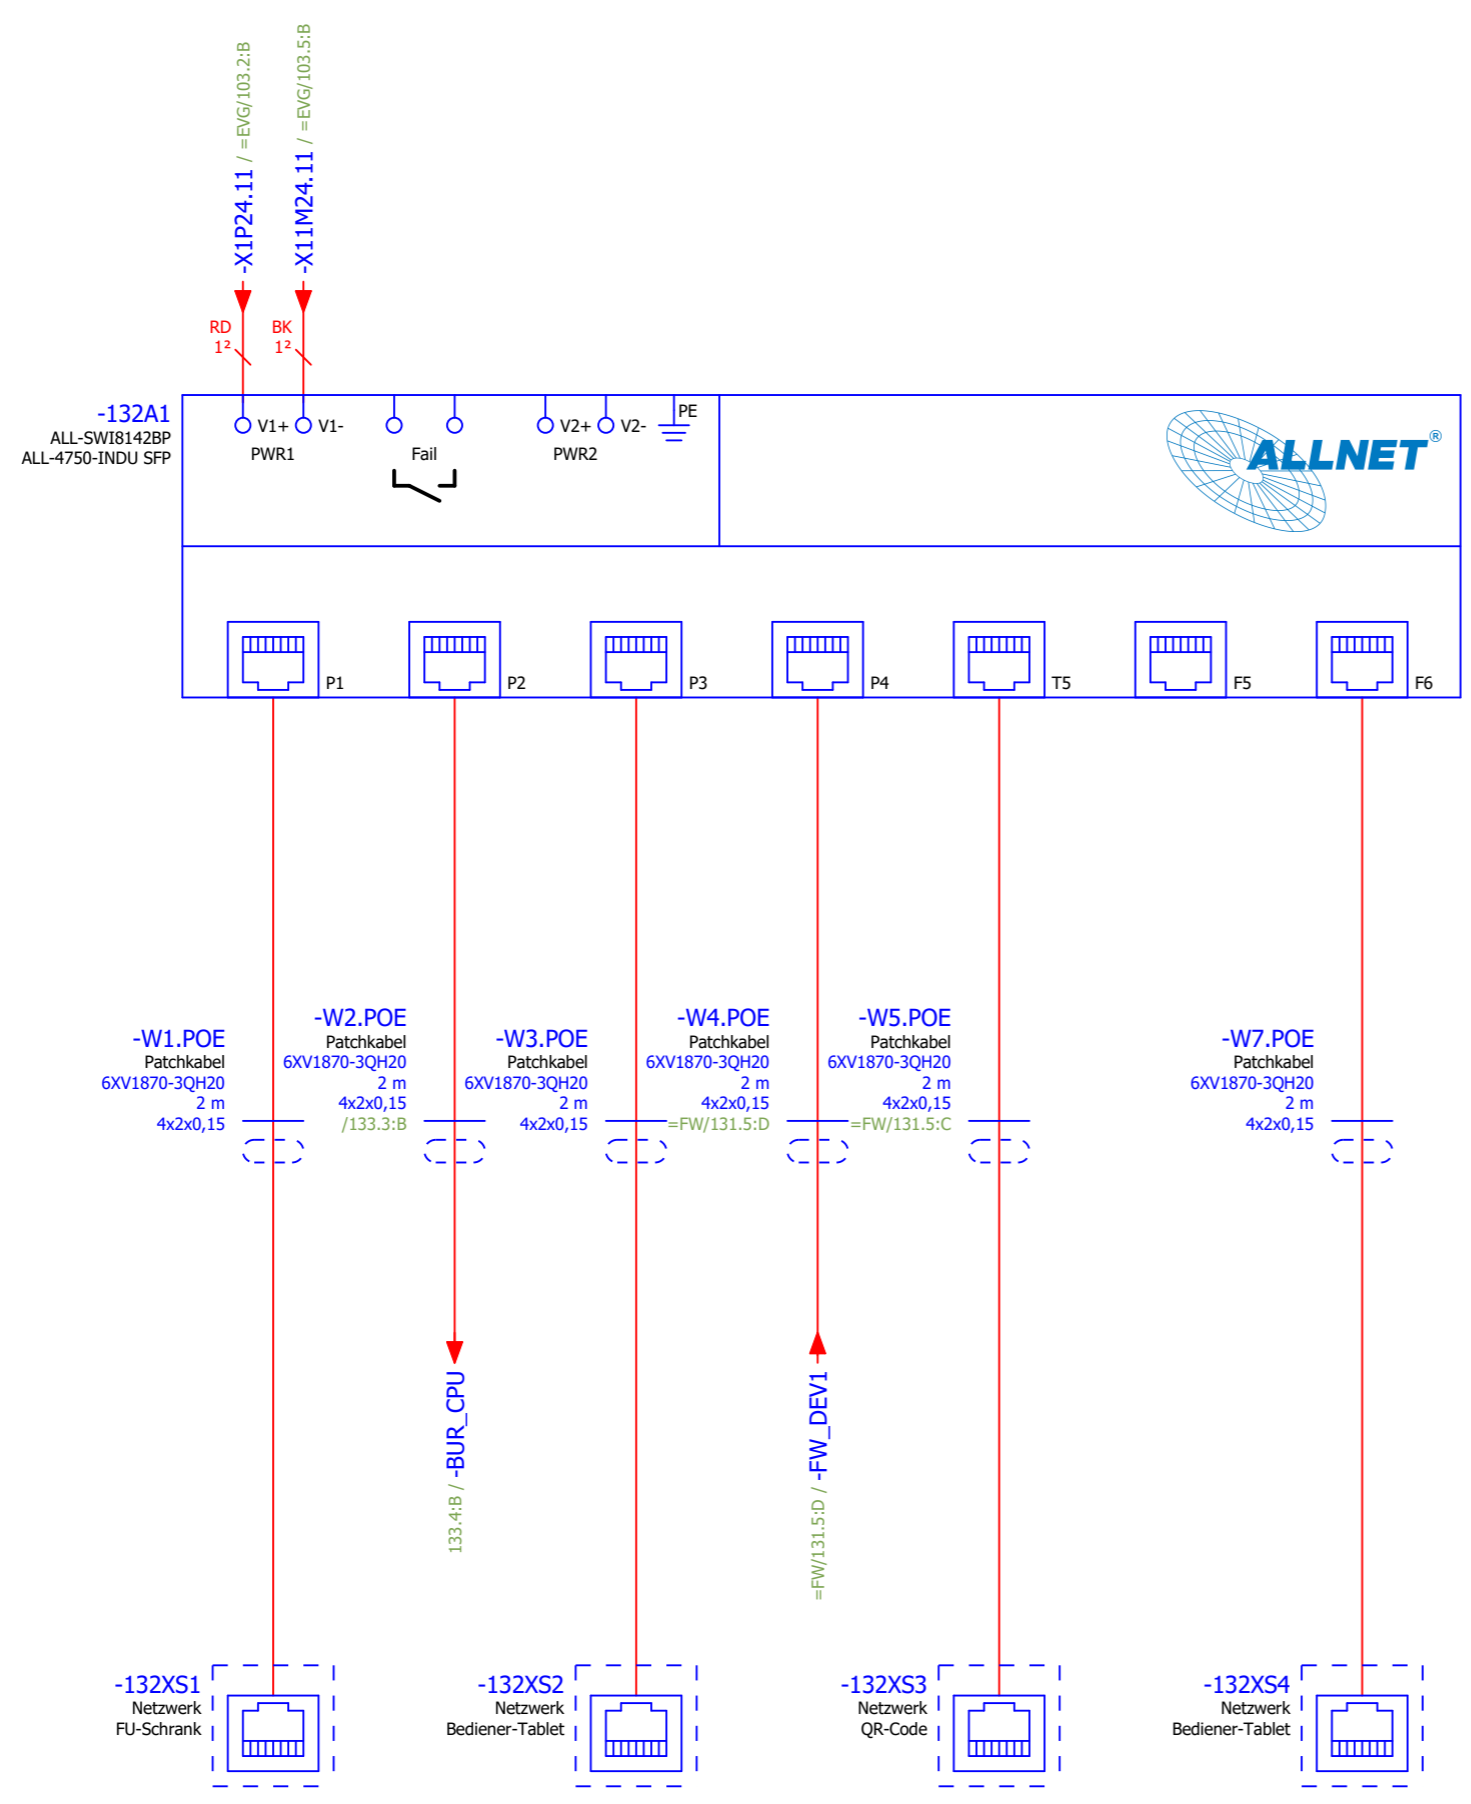 -X1P24.11 / =EVG/103.2:B
-X11M24.11 / =EVG/103.5:B
RD
1²
BK
1²
-132A1
ALL-SWI8142BP
ALL-4750-INDU SFP
V1+
V1-
PWR1
Fail
V2+
V2-
PWR2
PE
ALLNET®
P1
P2
P3
P4
T5
F5
F6
-W1.POE
Patchkabel
6XV1870-3QH20
2 m
4x2x0,15
-W2.POE
Patchkabel
6XV1870-3QH20
2 m
4x2x0,15
/133.3:B
-W3.POE
Patchkabel
6XV1870-3QH20
2 m
4x2x0,15
-W4.POE
Patchkabel
6XV1870-3QH20
2 m
4x2x0,15
=FW/131.5:D
-W5.POE
Patchkabel
6XV1870-3QH20
2 m
4x2x0,15
=FW/131.5:C
-W7.POE
Patchkabel
6XV1870-3QH20
2 m
4x2x0,15
133.4:B / -BUR_CPU
=FW/131.5:D / -FW_DEV1
-132XS1
Netzwerk
FU-Schrank
-132XS2
Netzwerk
Bediener-Tablet
-132XS3
Netzwerk
QR-Code
-132XS4
Netzwerk
Bediener-Tablet